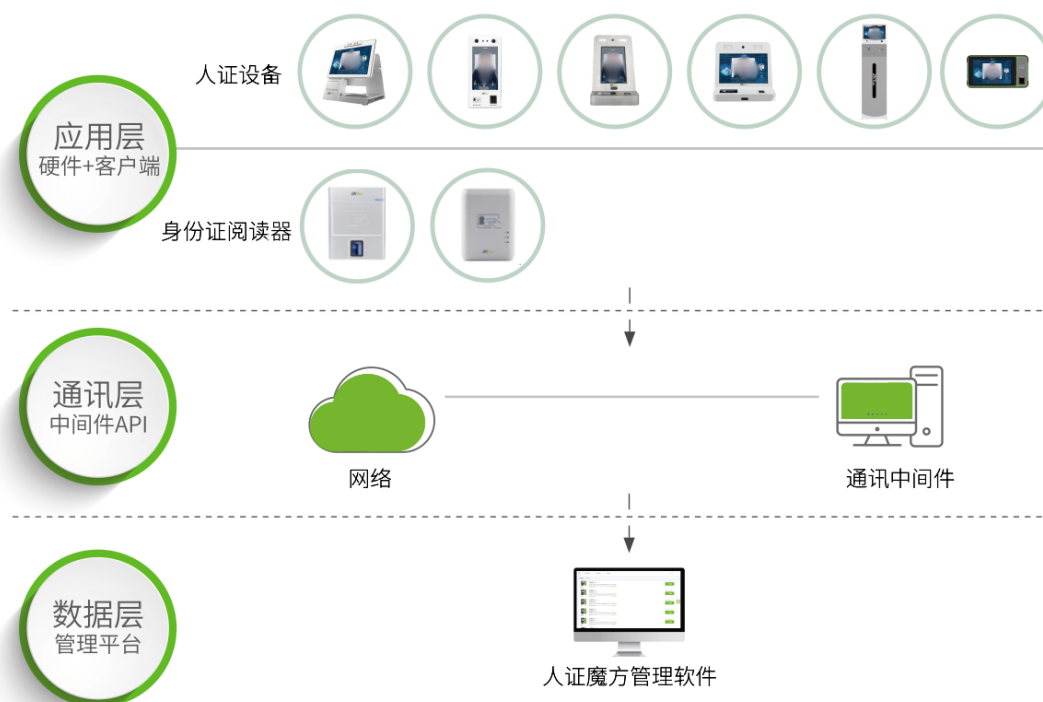 人证设备
应用层
硬件+客户端
身份证阅读器
通讯层
中间件API
网络
通讯中间件
数据层
管理平台
人证魔方管理软件